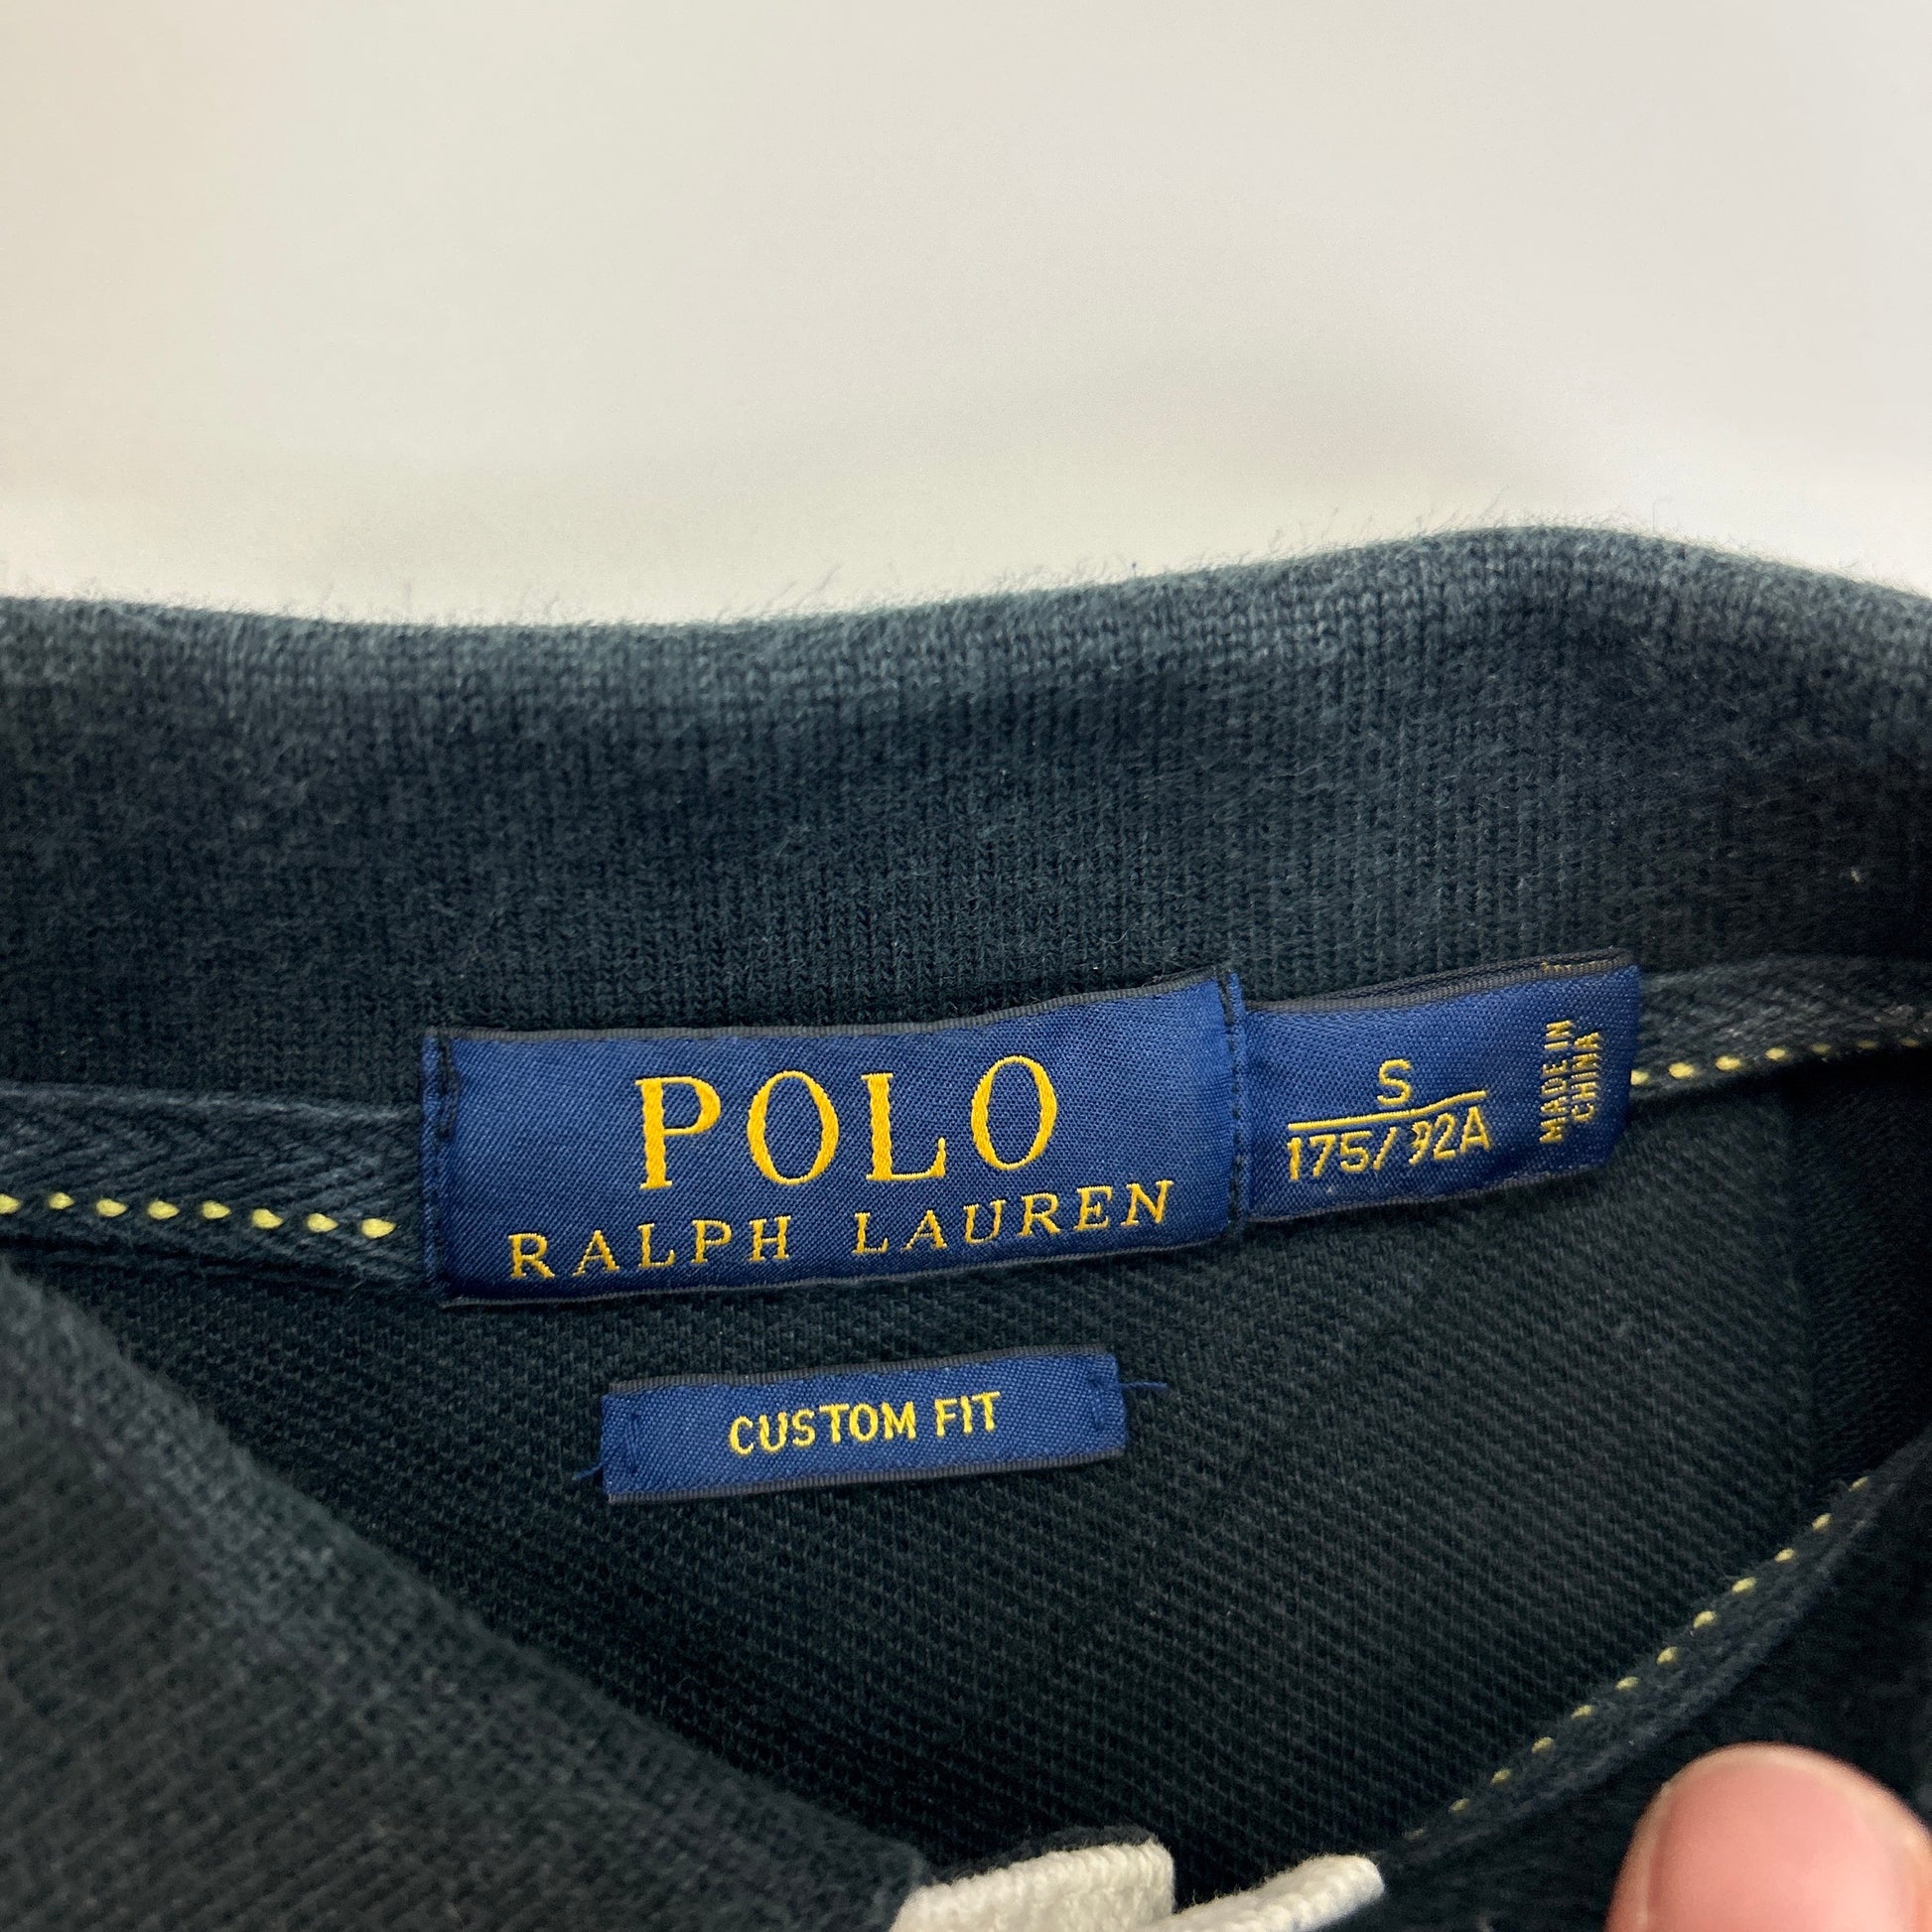 POLO
RALPH LAUREN
S
175/92A
MADE IN
CHINA
CUSTOM FIT